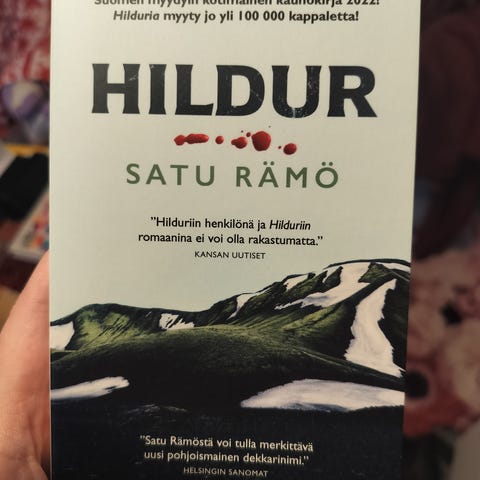 Suomen myydyin kotimainen kaunokirja 2022!
Hilduria myyty jo yli 100 000 kappaletta!
HILDUR
SATU RÄMÖ
”Hilduriin henkilönä ja Hilduriin
romaanina ei voi olla rakastumatta.”
KANSAN UUTISET
”Satu Rämöstä voi tulla merkittävä
uusi pohjoismainen dekkarinimi.”
HELSINGIN SANOMAT